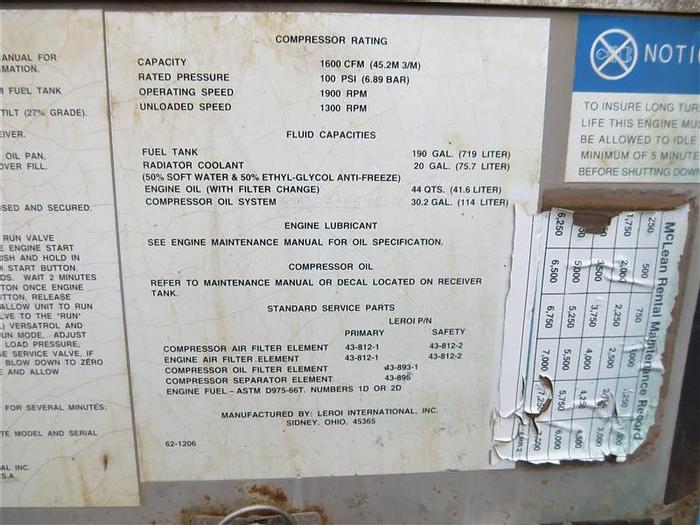 ANUAL FOR
MATION.
FUEL TANK
TILT (27% GRADE).
EIVER.
OIL PAN,
OVER FILL.
SED AND SECURED.
RUN VALVE
E ENGINE START
USH AND HOLD IN
M START BUTTON.
DS. WAIT 2 MINUTES
TON ONCE ENGINE
UTTON, RELEASE
ALLOW UNIT TO RUN
LVE TO THE "RUN"
L) VERSATROL AND
UN MODE. ADJUST
LOAD PRESSURE,
SE SERVICE VALVE, IF
BLOW DOWN TO ZERO
E AND ALLOW
FOR SEVERAL MINUTES;
TE MODEL AND SERIAL
AL INC.
.S.A.
COMPRESSOR RATING
CAPACITY 1600 CFM (45.2M 3/M)
RATED PRESSURE 100 PSI (6.89 BAR)
OPERATING SPEED 1900 RPM
UNLOADED SPEED 1300 RPM
FLUID CAPACITIES
FUEL TANK 190 GAL. (719 LITER)
RADIATOR COOLANT 20 GAL. (75.7 LITER)
(50% SOFT WATER & 50% ETHYL-GLYCOL ANTI-FREEZE)
ENGINE OIL (WITH FILTER CHANGE) 44 QTS. (41.6 LITER)
COMPRESSOR OIL SYSTEM 30.2 GAL. (114 LITER)
ENGINE LUBRICANT
SEE ENGINE MAINTENANCE MANUAL FOR OIL SPECIFICATION.
COMPRESSOR OIL
REFER TO MAINTENANCE MANUAL OR DECAL LOCATED ON RECEIVER
TANK.
STANDARD SERVICE PARTS
LEROI P/N
PRIMARY SAFETY
COMPRESSOR AIR FILTER ELEMENT 43-812-1 43-812-2
ENGINE AIR FILTER ELEMENT 43-812-1 43-812-2
COMPRESSOR OIL FILTER ELEMENT 43-893-1
COMPRESSOR SEPARATOR ELEMENT 43-895
ENGINE FUEL - ASTM D975-66T. NUMBERS 1D OR 2D
MANUFACTURED BY: LEROI INTERNATIONAL, INC.
SIDNEY, OHIO. 45365
62-1206
NOTIC
TO INSURE LONG TUR
LIFE THIS ENGINE MU
BE ALLOWED TO IDLE
MINIMUM OF 5 MINUTE
BEFORE SHUTTING DOWN
McLean Rental Maintenance Record
250 500 750
1,750 2,000 2,250 2,500
3,500 3,750 4,000 3,000
5,000 5,250 5,500 5,750 4,500
6,250 6,500 6,750 7,000 6,000